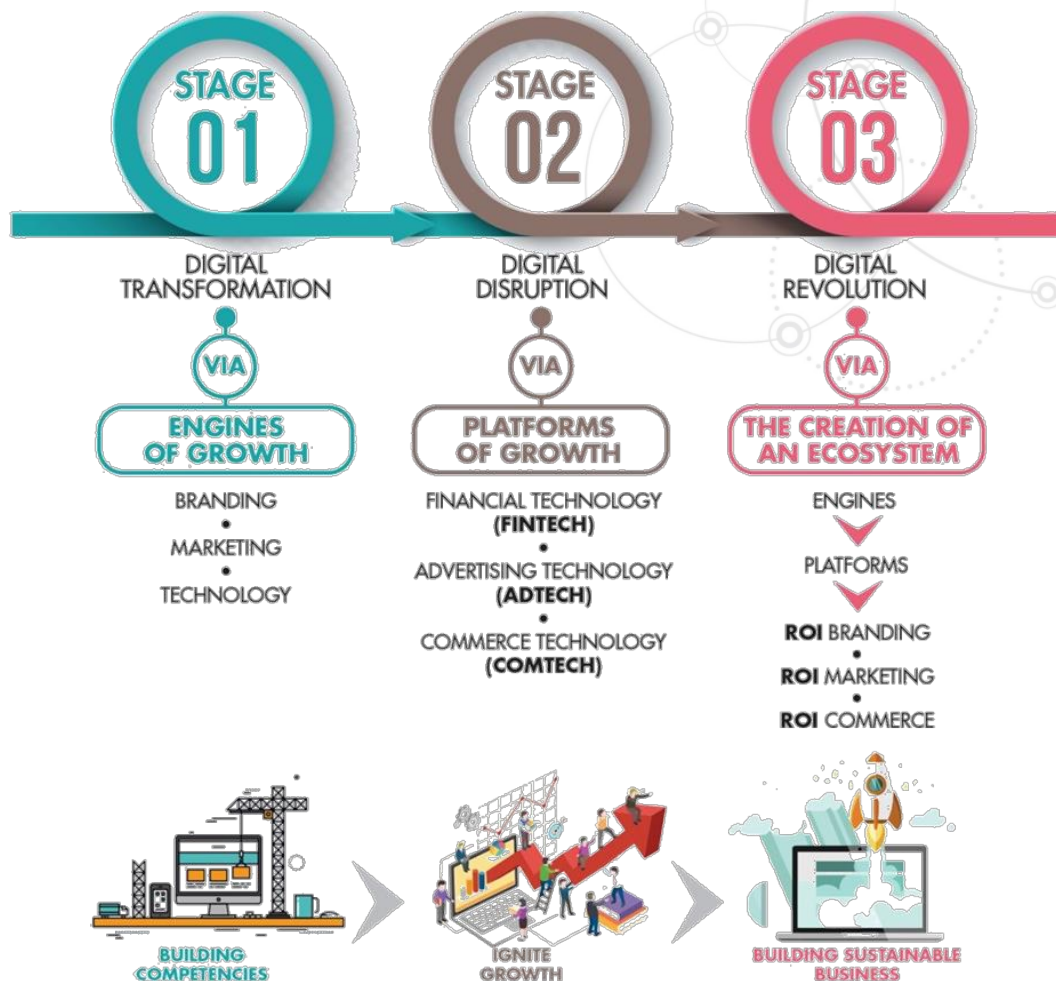 STAGE
01
DIGITAL
TRANSFORMATION
VIA
ENGINES
OF GROWTH
BRANDING
•
MARKETING
•
TECHNOLOGY
BUILDING
COMPETENCIES
STAGE
02
DIGITAL
DISRUPTION
VIA
PLATFORMS
OF GROWTH
FINANCIAL TECHNOLOGY
(FINTECH)
•
ADVERTISING TECHNOLOGY
(ADTECH)
•
COMMERCE TECHNOLOGY
(COMTECH)
IGNITE
GROWTH
STAGE
03
DIGITAL
REVOLUTION
VIA
THE CREATION OF
AN ECOSYSTEM
ENGINES
PLATFORMS
ROI BRANDING
•
ROI MARKETING
•
ROI COMMERCE
BUILDING SUSTAINABLE
BUSINESS